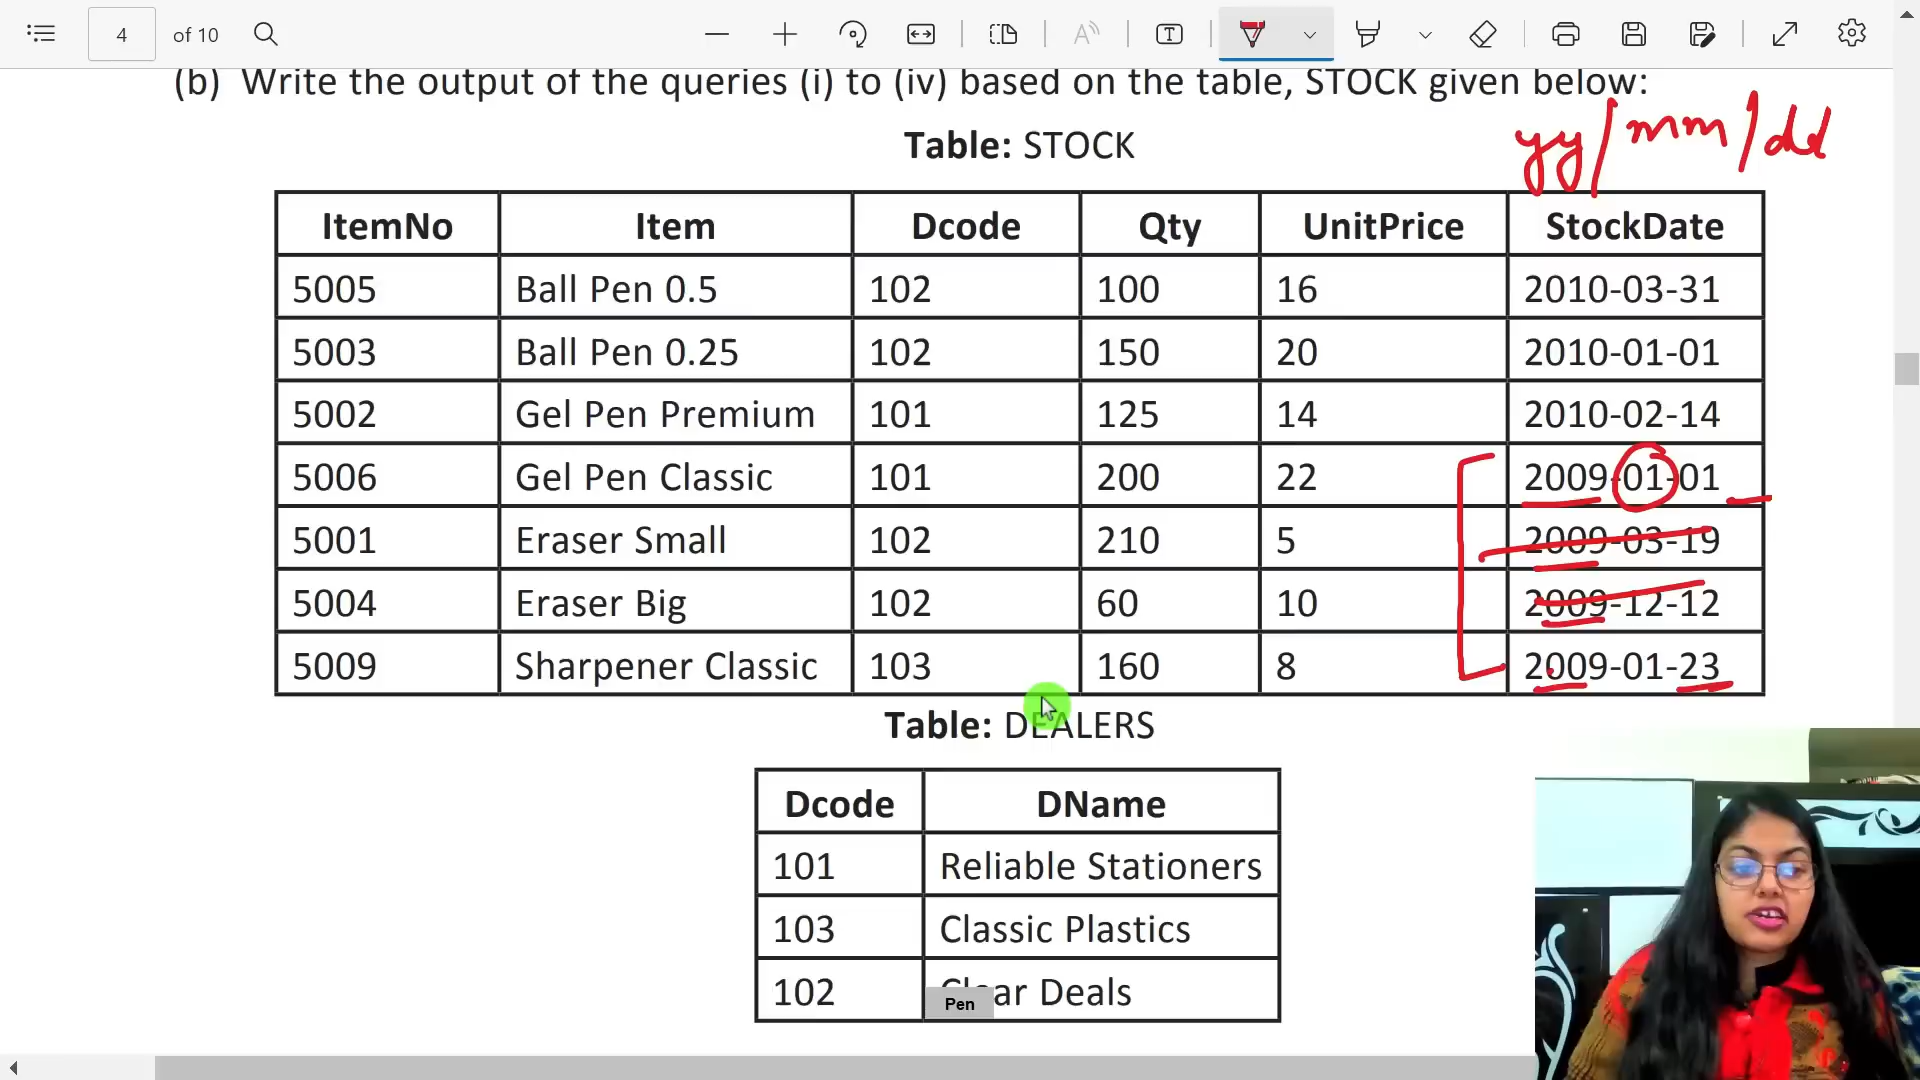 4 of 10
(b) Write the output of the queries (i) to (iv) based on the table, STOCK given below:
yy/mm/dd
Table: STOCK
ItemNo Item Dcode Qty UnitPrice StockDate
5005 Ball Pen 0.5 102 100 16 2010-03-31
5003 Ball Pen 0.25 102 150 20 2010-01-01
5002 Gel Pen Premium 101 125 14 2010-02-14
5006 Gel Pen Classic 101 200 22 2009-01-01
5001 Eraser Small 102 210 5 2009-03-19
5004 Eraser Big 102 60 10 2009-12-12
5009 Sharpener Classic 103 160 8 2009-01-23
Table: DEALERS
Dcode DName
101 Reliable Stationers
103 Classic Plastics
102 Clear Deals
Pen